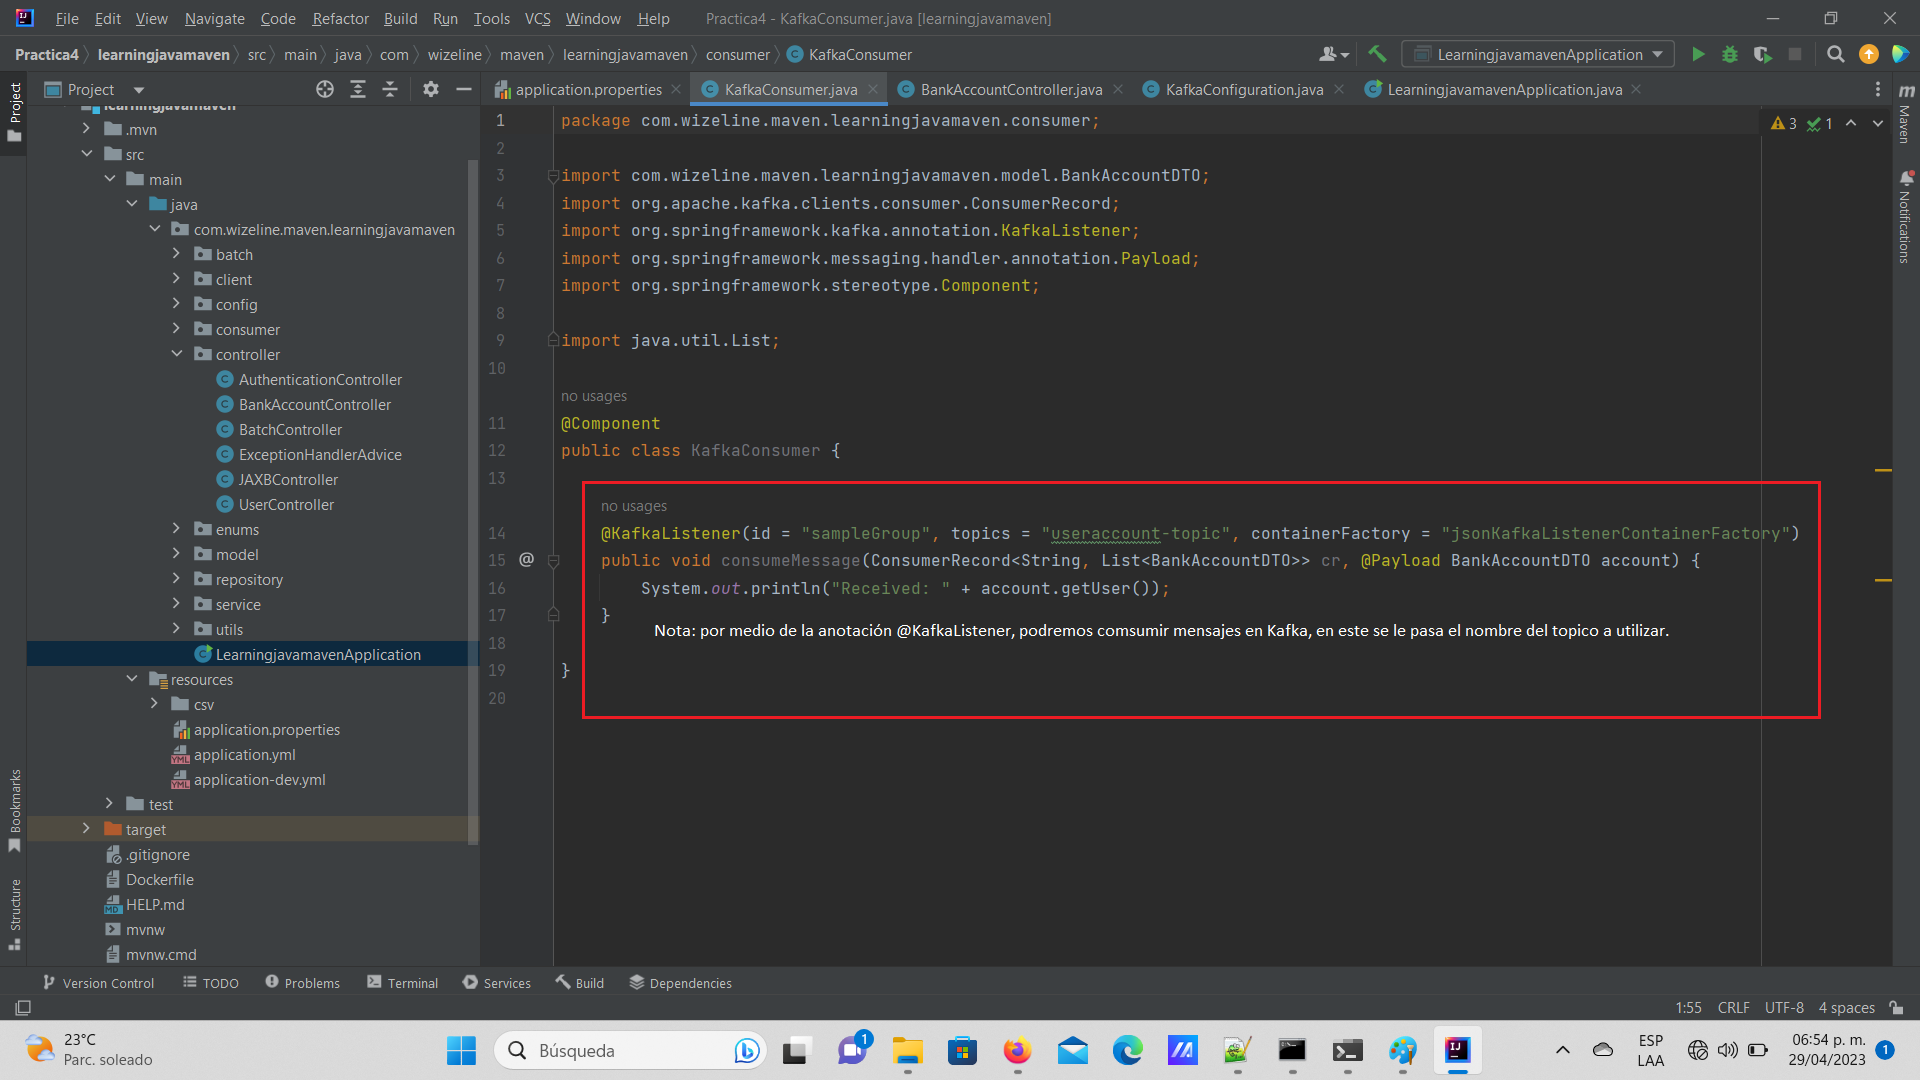 File Edit View Navigate Code Refactor Build Run Tools VCS Window Help Practica4 - KafkaConsumer.java [learningjavamaven]
Practica4 learningjavamaven src main java com wizeline maven learningjavamaven consumer KafkaConsumer LearningjavamavenApplication
Project
application.properties KafkaConsumer.java BankAccountController.java KafkaConfiguration.java LearningjavamavenApplication.java
Project
Bookmarks
Structure
learningjavamaven
.mvn
src
main
java
com.wizeline.maven.learningjavamaven
batch
client
config
consumer
controller
AuthenticationController
BankAccountController
BatchController
ExceptionHandlerAdvice
JAXBController
UserController
enums
model
repository
service
utils
LearningjavamavenApplication
resources
csv
application.properties
application.yml
application-dev.yml
test
target
.gitignore
Dockerfile
HELP.md
mvnw
mvnw.cmd
1 package com.wizeline.maven.learningjavamaven.consumer;
2
3 import com.wizeline.maven.learningjavamaven.model.BankAccountDTO;
4 import org.apache.kafka.clients.consumer.ConsumerRecord;
5 import org.springframework.kafka.annotation.KafkaListener;
6 import org.springframework.messaging.handler.annotation.Payload;
7 import org.springframework.stereotype.Component;
8
9 import java.util.List;
10
no usages
11 @Component
12 public class KafkaConsumer {
13
no usages
14 @KafkaListener(id = "sampleGroup", topics = "useraccount-topic", containerFactory = "jsonKafkaListenerContainerFactory")
15 @ public void consumeMessage(ConsumerRecord<String, List<BankAccountDTO>> cr, @Payload BankAccountDTO account) {
16 System.out.println("Received: " + account.getUser());
17 }
Nota: por medio de la anotación @KafkaListener, podremos comsumir mensajes en Kafka, en este se le pasa el nombre del topico a utilizar.
18
19 }
20
3 1
Maven
Notifications
Version Control TODO Problems Terminal Services Build Dependencies
1:55 CRLF UTF-8 4 spaces
23°C
Parc. soleado
Búsqueda
1
ESP
LAA
06:54 p. m.
29/04/2023
1